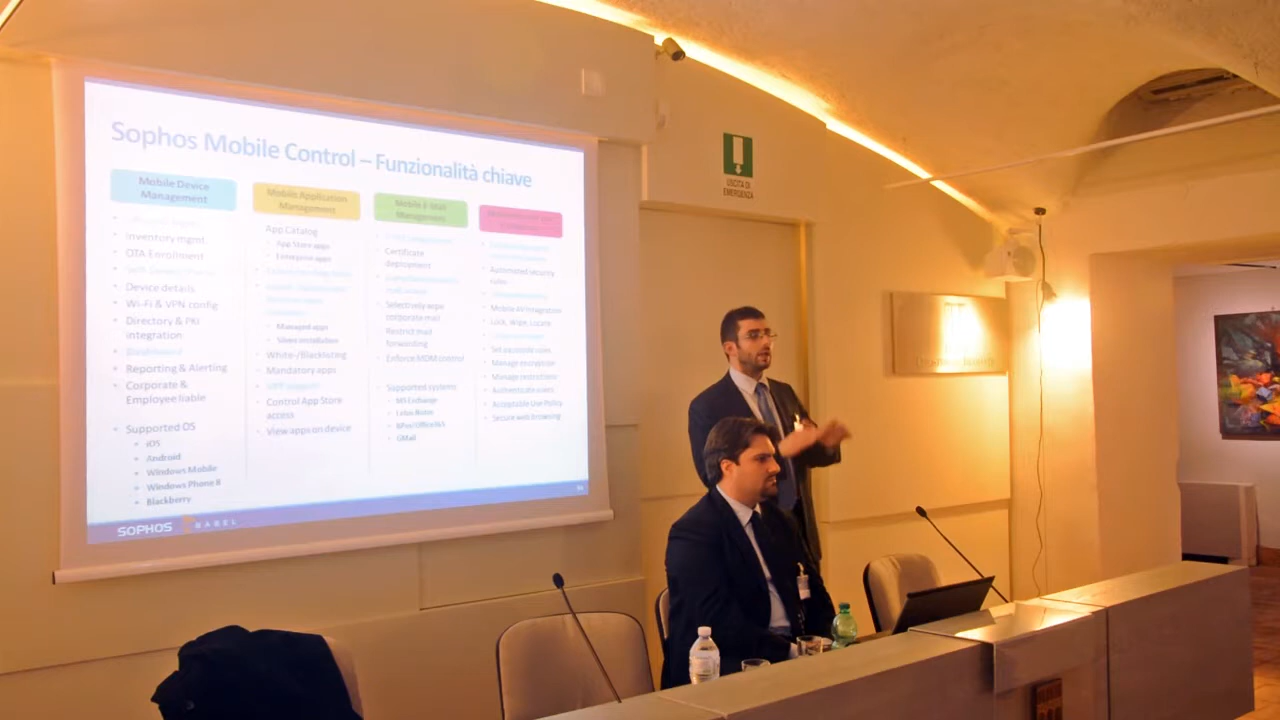 Sophos Mobile Control – Funzionalità chiave
Mobile Device
Management
Inventory mgmt.
OTA Enrollment
Device details
Wi-Fi & VPN config
Directory & PKI
integration
Reporting & Alerting
Corporate &
Employee liable
Supported OS
iOS
Android
Windows Mobile
Windows Phone 8
Blackberry
Mobile Application
Management
App Catalog
App Store apps
Enterprise apps
Managed apps
Silent installation
White-/Blacklisting
Mandatory apps
Control App Store
access
View apps on device
Mobile E-Mail
Management
Certificate
deployment
Selectively wipe
corporate mail
Restrict mail
forwarding
Enforce MDM control
Supported systems
MS Exchange
Lotus Notes
BPos/Office365
GMail
Automated security
rules
Mobile AV integration
Lock, Wipe, Locate
Set passcode rules
Manage encryption
Manage restrictions
Authenticate users
Acceptable Use Policy
Secure web browsing
SOPHOS
BABEL
USCITA DI
EMERGENZA